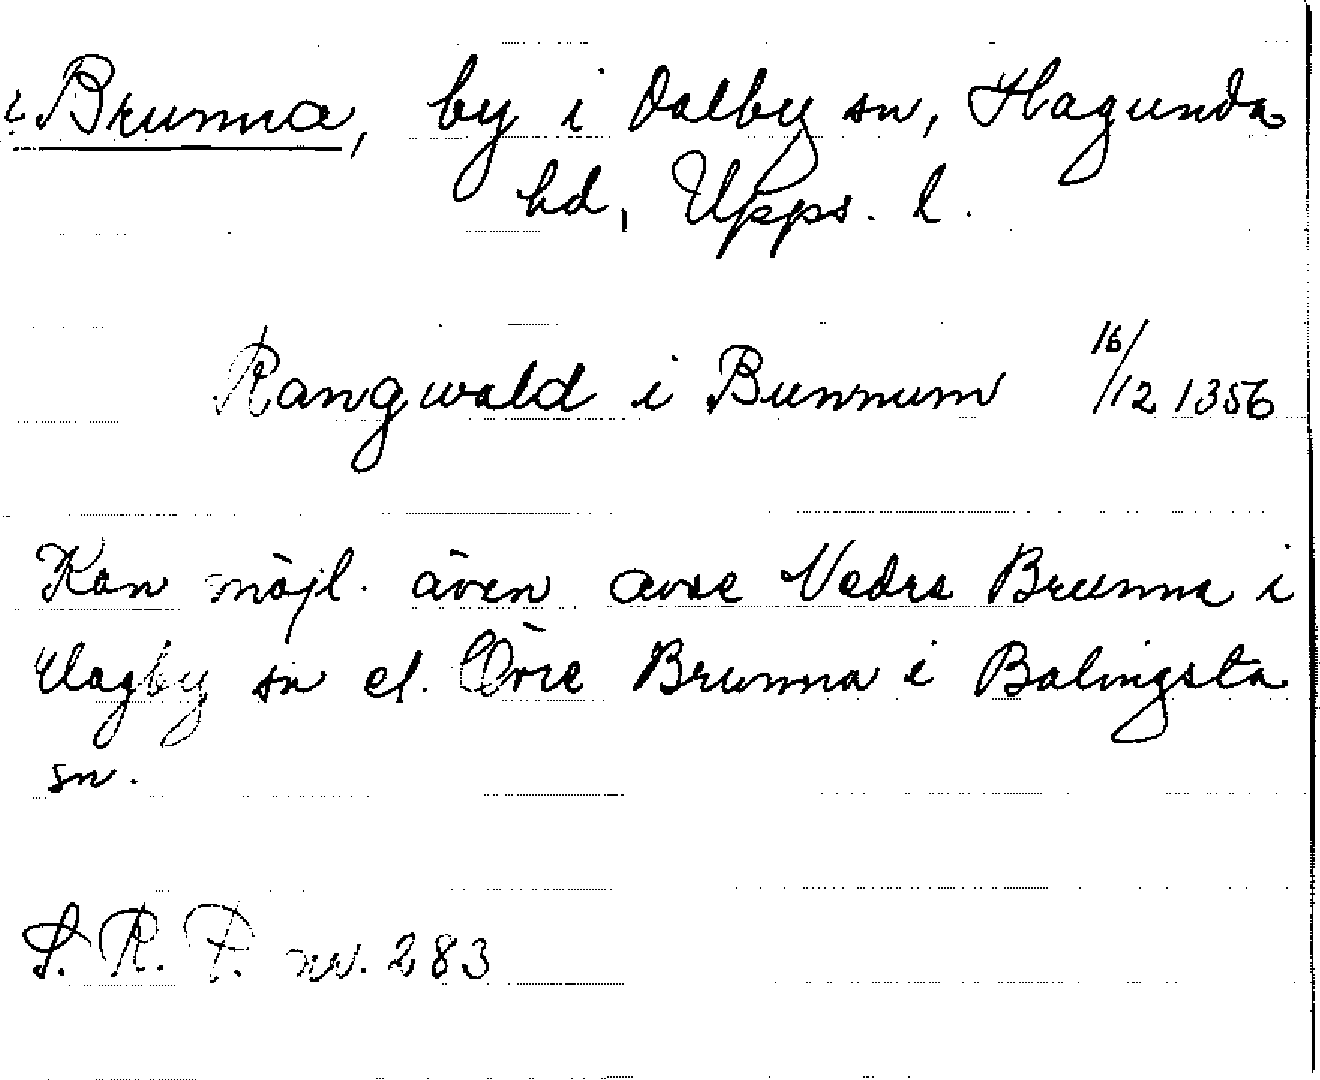 ? Brunna, by i Dalby sn, Hagunda
hd, Upps. l.
Rangwald i Bunnum 16/12 1356
Kan möjl. även avse Nedre Brunna i
Vagby sn el. Övre Brunna i Balingsta
sn.
S. R. P. nr. 283